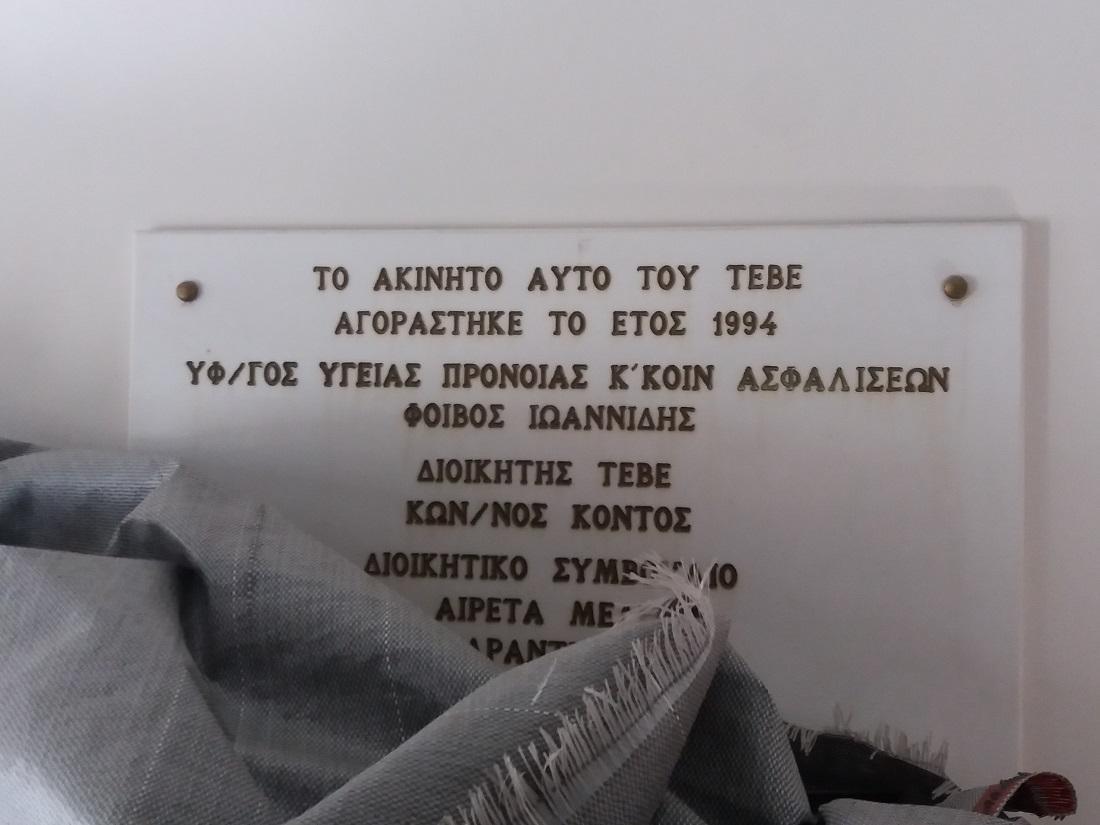 ΤΟ ΑΚΙΝΗΤΟ ΑΥΤΟ ΤΟΥ ΤΕΒΕ
ΑΓΟΡΑΣΤΗΚΕ ΤΟ ΕΤΟΣ 1994
ΥΦ/ΓΟΣ ΥΓΕΙΑΣ ΠΡΟΝΟΙΑΣ Κ΄ΚΟΙΝ ΑΣΦΑΛΙΣΕΩΝ
ΦΟΙΒΟΣ ΙΩΑΝΝΙΔΗΣ
ΔΙΟΙΚΗΤΗΣ ΤΕΒΕ
ΚΩΝ/ΝΟΣ ΚΟΝΤΟΣ
ΔΙΟΙΚΗΤΙΚΟ
ΑΙΡΕΤΑ